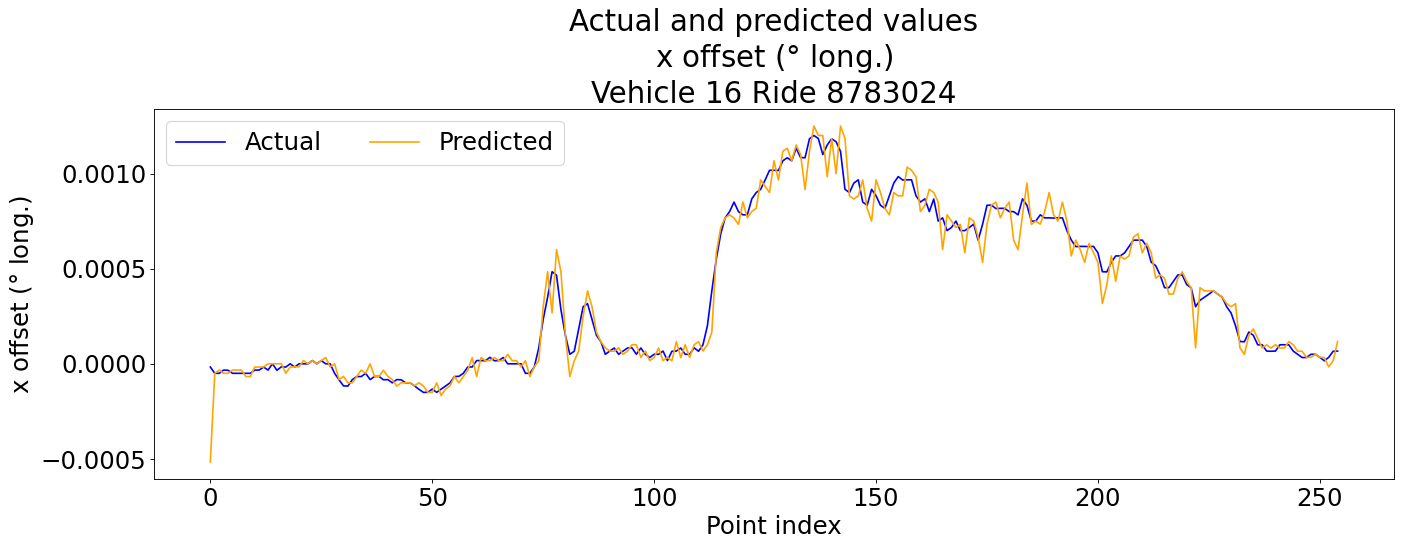 Actual and predicted values
x offset (° long.)
Vehicle 16 Ride 8783024
Actual
Predicted
0.0010
0.0005
0.0000
−0.0005
x offset (° long.)
0
50
100
150
200
250
Point index